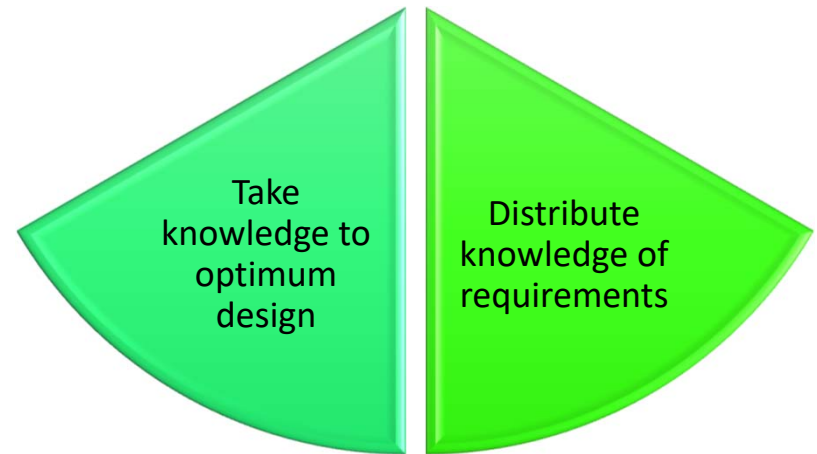 Take
knowledge to
optimum
design
Distribute
knowledge of
requirements